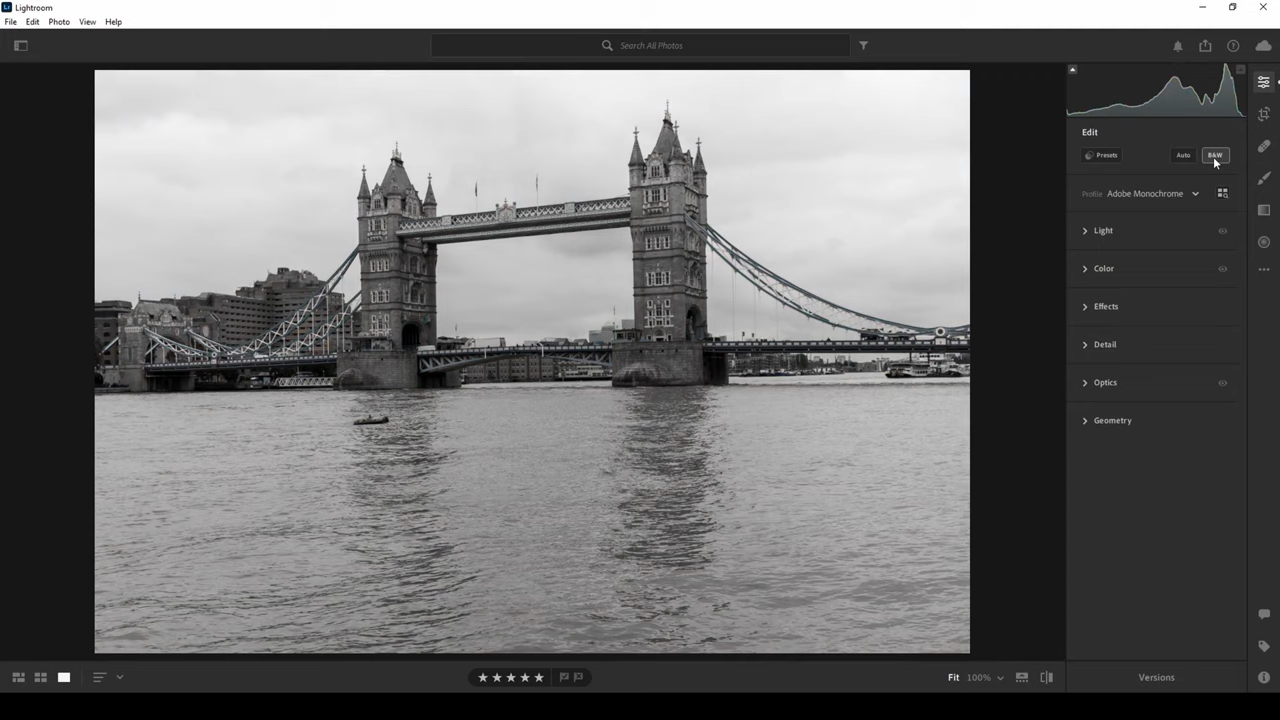 Lightroom
File Edit Photo View Help
Search All Photos
Edit
Presets Auto B&W
Profile Adobe Monochrome
Light
Color
Effects
Detail
Optics
Geometry
Fit 100% Versions